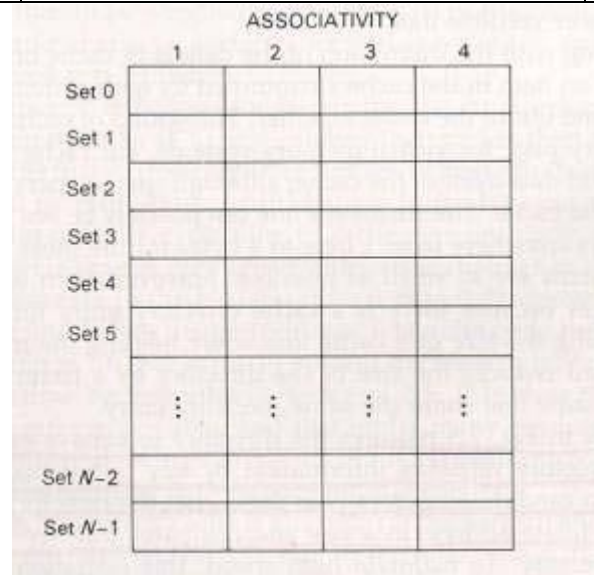 ASSOCIATIVITY
1 2 3 4
Set 0
Set 1
Set 2
Set 3
Set 4
Set 5
⋮ ⋮ ⋮ ⋮
Set N–2
Set N–1